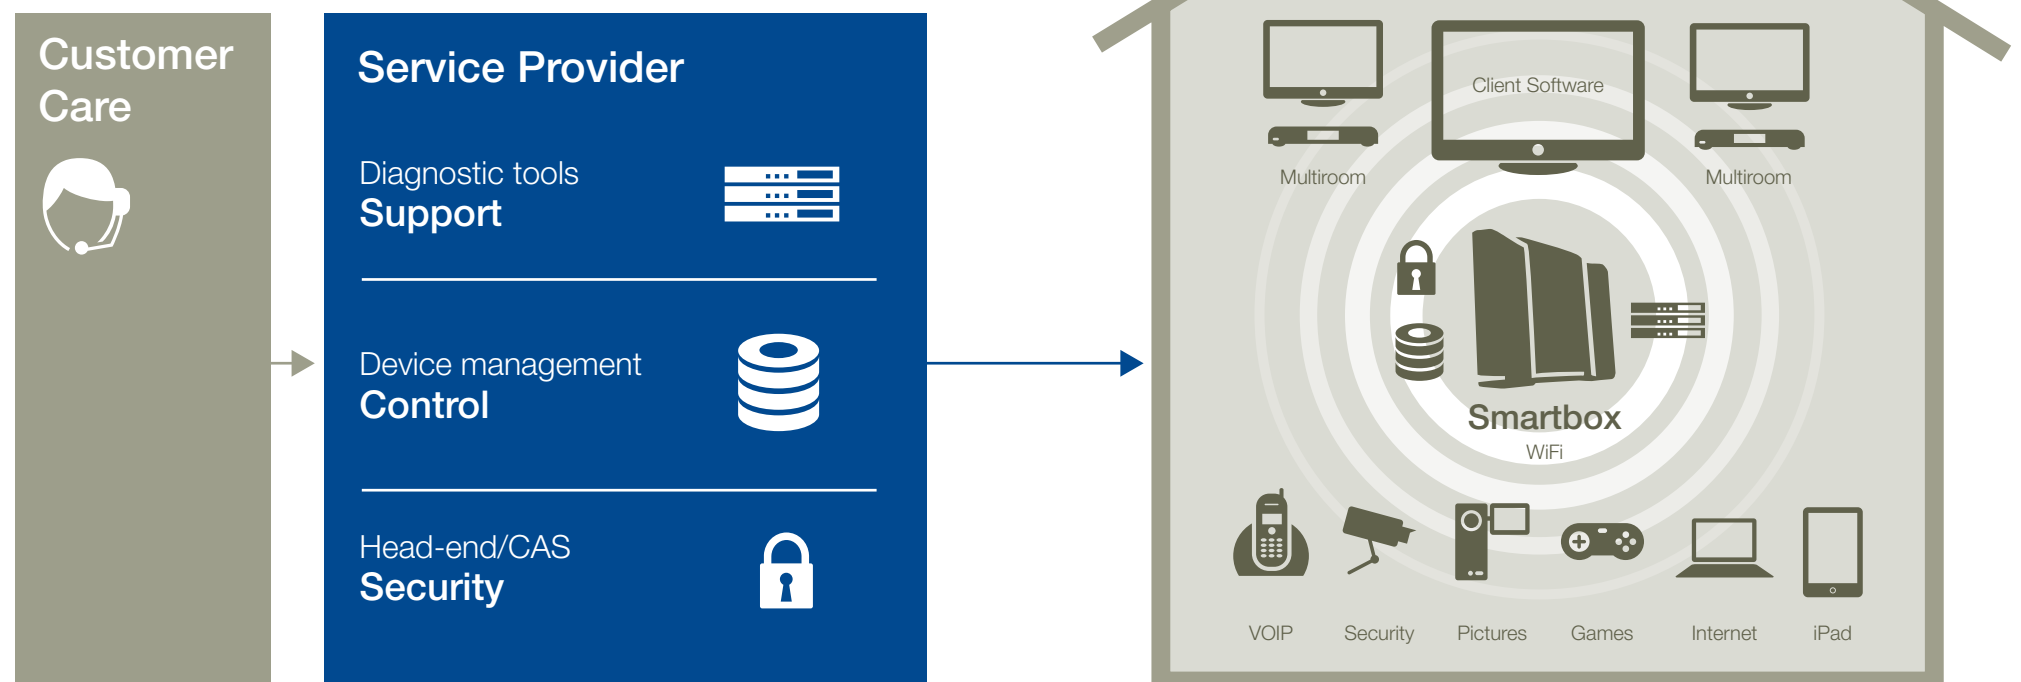 Customer
Care
Service Provider
Diagnostic tools
Support
Device management
Control
Head-end/CAS
Security
Client Software
Multiroom
Multiroom
Smartbox
WiFi
VOIP
Security
Pictures
Games
Internet
iPad